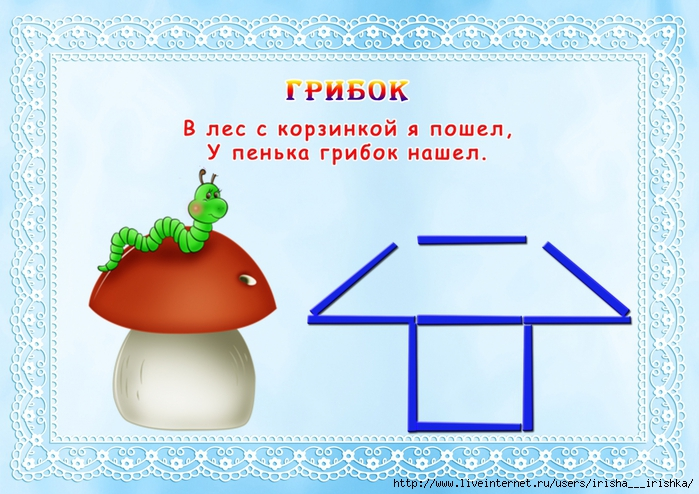 ГРИБОК
В лес с корзинкой я пошел,
У пенька грибок нашел.
http://www.liveinternet.ru/users/irisha___irishka/